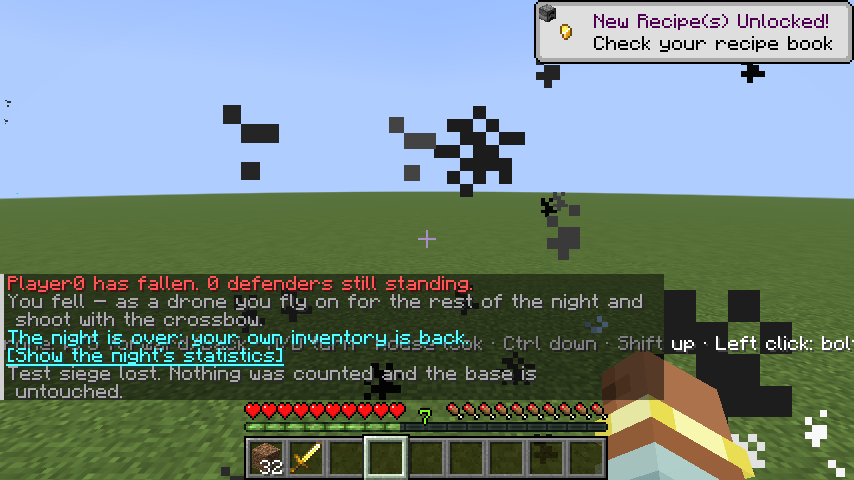 New Recipe(s) Unlocked!
Check your recipe book
Player0 has fallen. 0 defenders still standing.
You fell — as a drone you fly on for the rest of the night and
shoot with the crossbow.
The night is over; your own inventory is back.
look · Ctrl down · Shift up · Left click: bol
[Show the night's statistics]
Test siege lost. Nothing was counted and the base is
untouched.
7
32